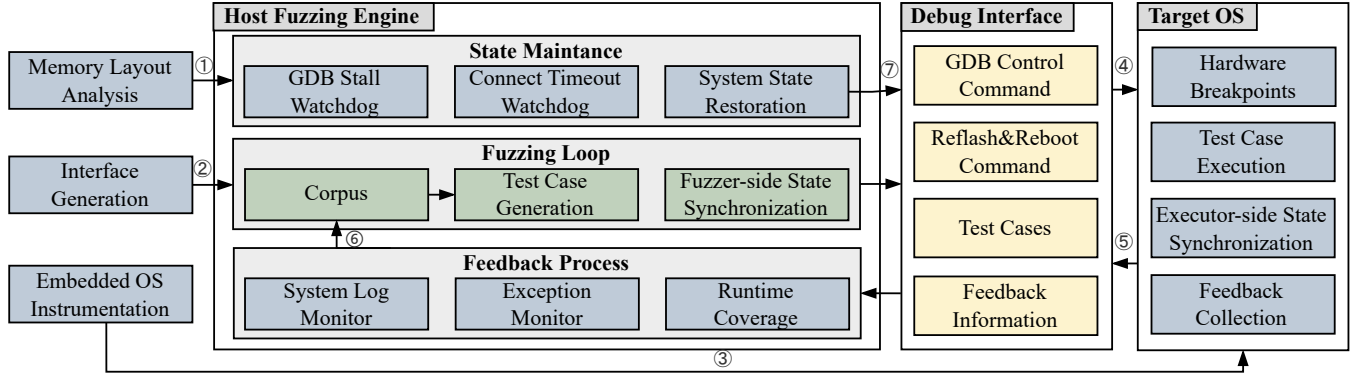 Host Fuzzing Engine
Debug Interface
Target OS
Memory Layout
Analysis
①
State Maintance
GDB Stall
Watchdog
Connect Timeout
Watchdog
System State
Restoration
⑦
GDB Control
Command
④
Hardware
Breakpoints
Interface
Generation
②
Fuzzing Loop
Corpus
Test Case
Generation
Fuzzer-side State
Synchronization
Reflash&Reboot
Command
Test Case
Execution
⑥
Test Cases
⑤
Executor-side State
Synchronization
Embedded OS
Instrumentation
Feedback Process
System Log
Monitor
Exception
Monitor
Runtime
Coverage
Feedback
Information
Feedback
Collection
③